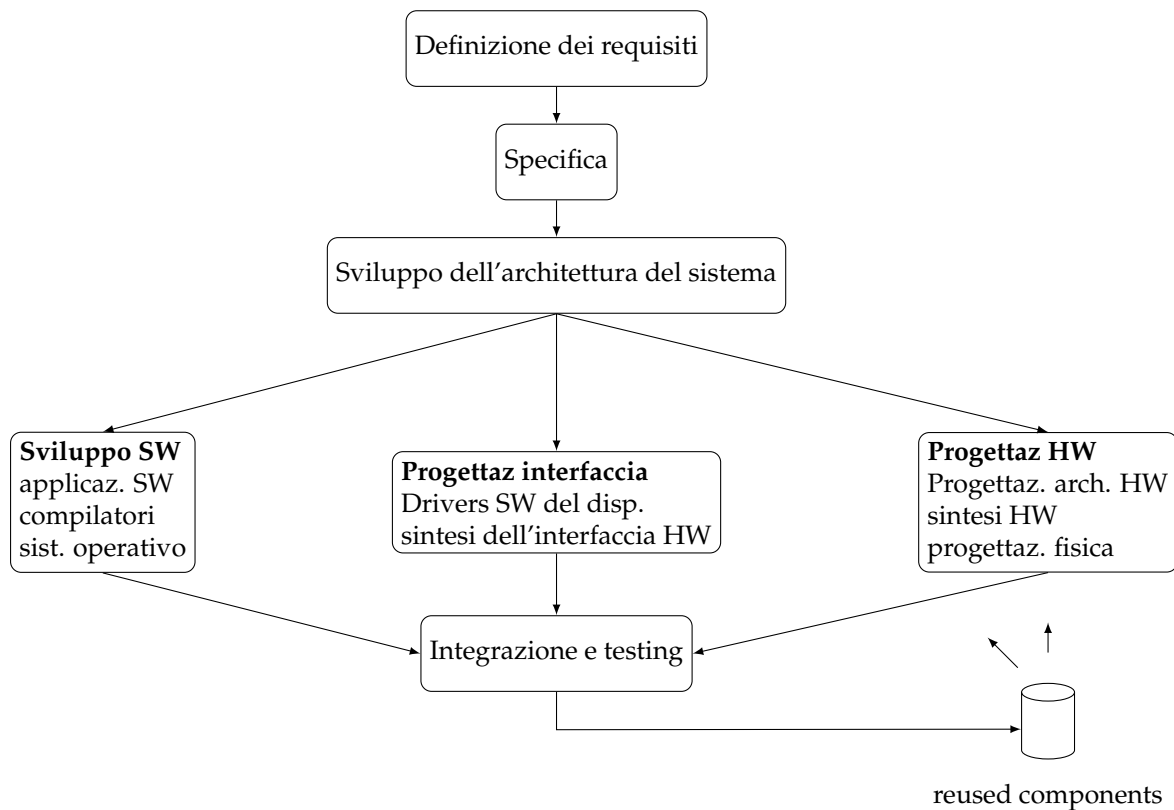 Definizione dei requisiti
Specifica
Sviluppo dell'architettura del sistema
Sviluppo SW
applicaz. SW
compilatori
sist. operativo
Progettaz interfaccia
Drivers SW del disp.
sintesi dell'interfaccia HW
Progettaz HW
Progettaz. arch. HW
sintesi HW
progettaz. fisica
Integrazione e testing
reused components